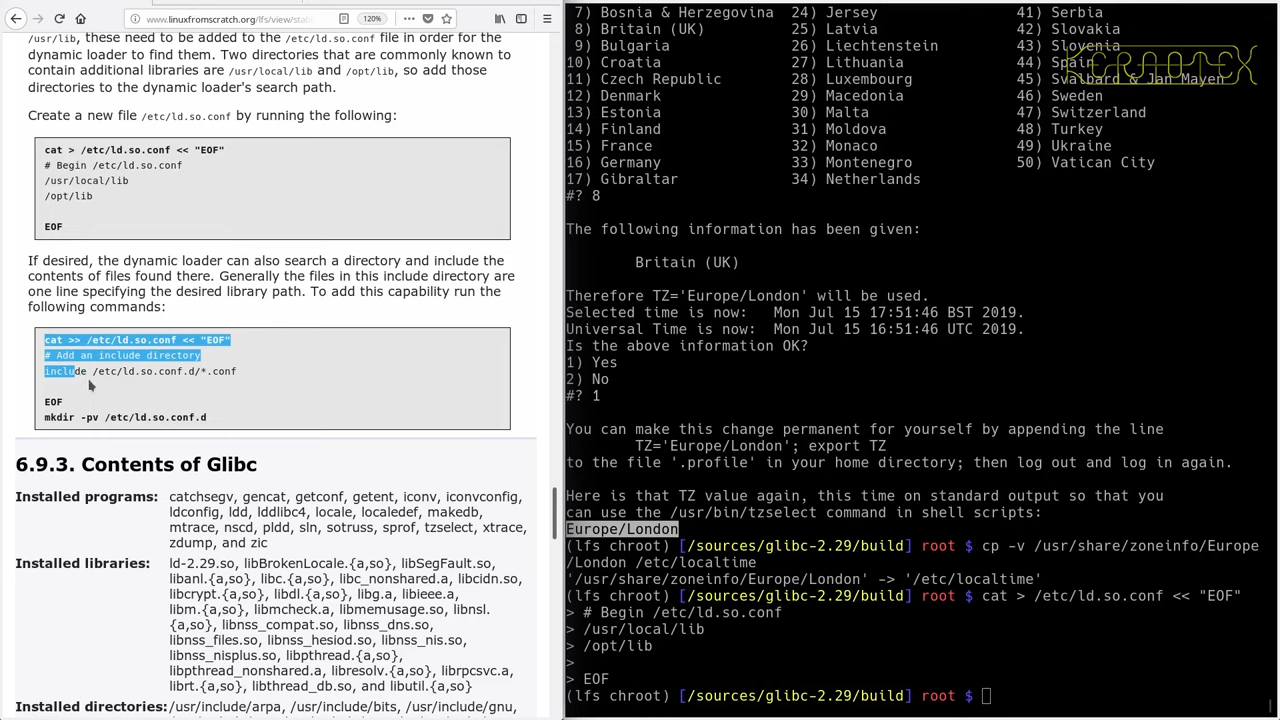 www.linuxfromscratch.org/lfs/view/stab
120%
/usr/lib, these need to be added to the /etc/ld.so.conf file in order for the
dynamic loader to find them. Two directories that are commonly known to
contain additional libraries are /usr/local/lib and /opt/lib, so add those
directories to the dynamic loader's search path.
Create a new file /etc/ld.so.conf by running the following:
cat > /etc/ld.so.conf << "EOF"
# Begin /etc/ld.so.conf
/usr/local/lib
/opt/lib
EOF
If desired, the dynamic loader can also search a directory and include the
contents of files found there. Generally the files in this include directory are
one line specifying the desired library path. To add this capability run the
following commands:
cat >> /etc/ld.so.conf << "EOF"
# Add an include directory
include /etc/ld.so.conf.d/*.conf
EOF
mkdir -pv /etc/ld.so.conf.d
6.9.3. Contents of Glibc
Installed programs: catchsegv, gencat, getconf, getent, iconv, iconvconfig,
ldconfig, ldd, lddlibc4, locale, localedef, makedb,
mtrace, nscd, pldd, sln, sotruss, sprof, tzselect, xtrace,
zdump, and zic
Installed libraries: ld-2.29.so, libBrokenLocale.{a,so}, libSegFault.so,
libanl.{a,so}, libc.{a,so}, libc_nonshared.a, libcidn.so,
libcrypt.{a,so}, libdl.{a,so}, libg.a, libieee.a,
libm.{a,so}, libmcheck.a, libmemusage.so, libnsl.
{a,so}, libnss_compat.so, libnss_dns.so,
libnss_files.so, libnss_hesiod.so, libnss_nis.so,
libnss_nisplus.so, libpthread.{a,so},
libpthread_nonshared.a, libresolv.{a,so}, librpcsvc.a,
librt.{a,so}, libthread_db.so, and libutil.{a,so}
Installed directories: /usr/include/arpa, /usr/include/bits, /usr/include/gnu,
7) Bosnia & Herzegovina 24) Jersey 41) Serbia
8) Britain (UK) 25) Latvia 42) Slovakia
9) Bulgaria 26) Liechtenstein 43) Slovenia
10) Croatia 27) Lithuania 44) Spain
11) Czech Republic 28) Luxembourg 45) Svalbard & Jan Mayen
12) Denmark 29) Macedonia 46) Sweden
13) Estonia 30) Malta 47) Switzerland
14) Finland 31) Moldova 48) Turkey
15) France 32) Monaco 49) Ukraine
16) Germany 33) Montenegro 50) Vatican City
17) Gibraltar 34) Netherlands
#? 8
The following information has been given:
Britain (UK)
Therefore TZ='Europe/London' will be used.
Selected time is now: Mon Jul 15 17:51:46 BST 2019.
Universal Time is now: Mon Jul 15 16:51:46 UTC 2019.
Is the above information OK?
1) Yes
2) No
#? 1
You can make this change permanent for yourself by appending the line
TZ='Europe/London'; export TZ
to the file '.profile' in your home directory; then log out and log in again.
Here is that TZ value again, this time on standard output so that you
can use the /usr/bin/tzselect command in shell scripts:
Europe/London
(lfs chroot) [/sources/glibc-2.29/build] root $ cp -v /usr/share/zoneinfo/Europe
/London /etc/localtime
'/usr/share/zoneinfo/Europe/London' -> '/etc/localtime'
(lfs chroot) [/sources/glibc-2.29/build] root $ cat > /etc/ld.so.conf << "EOF"
> # Begin /etc/ld.so.conf
> /usr/local/lib
> /opt/lib
>
> EOF
(lfs chroot) [/sources/glibc-2.29/build] root $